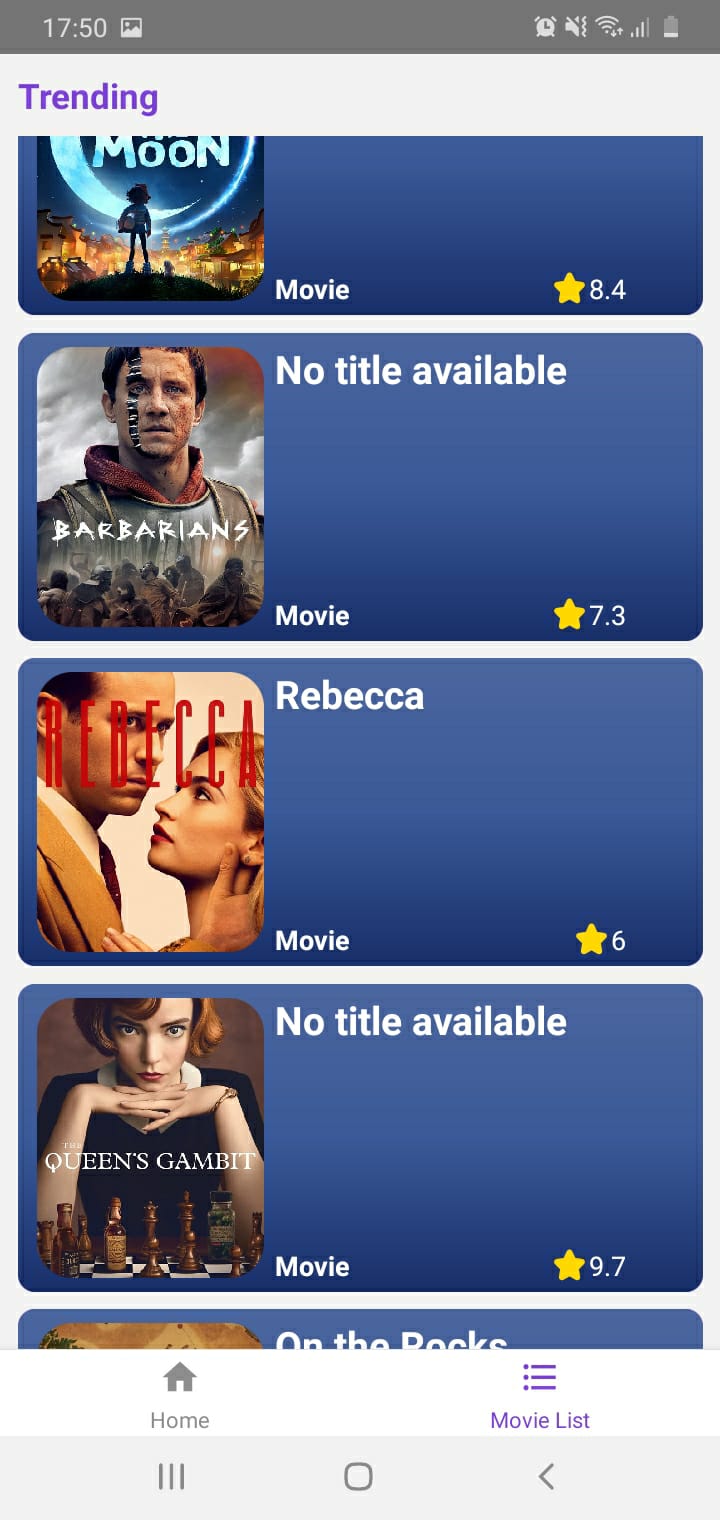 17:50
Trending
THE
MOON
Movie
8.4
No title available
BARBARIANS
Movie
7.3
Rebecca
REBECCA
Movie
6
No title available
THE
QUEEN'S GAMBIT
Movie
9.7
On the Rocks
Home
Movie List